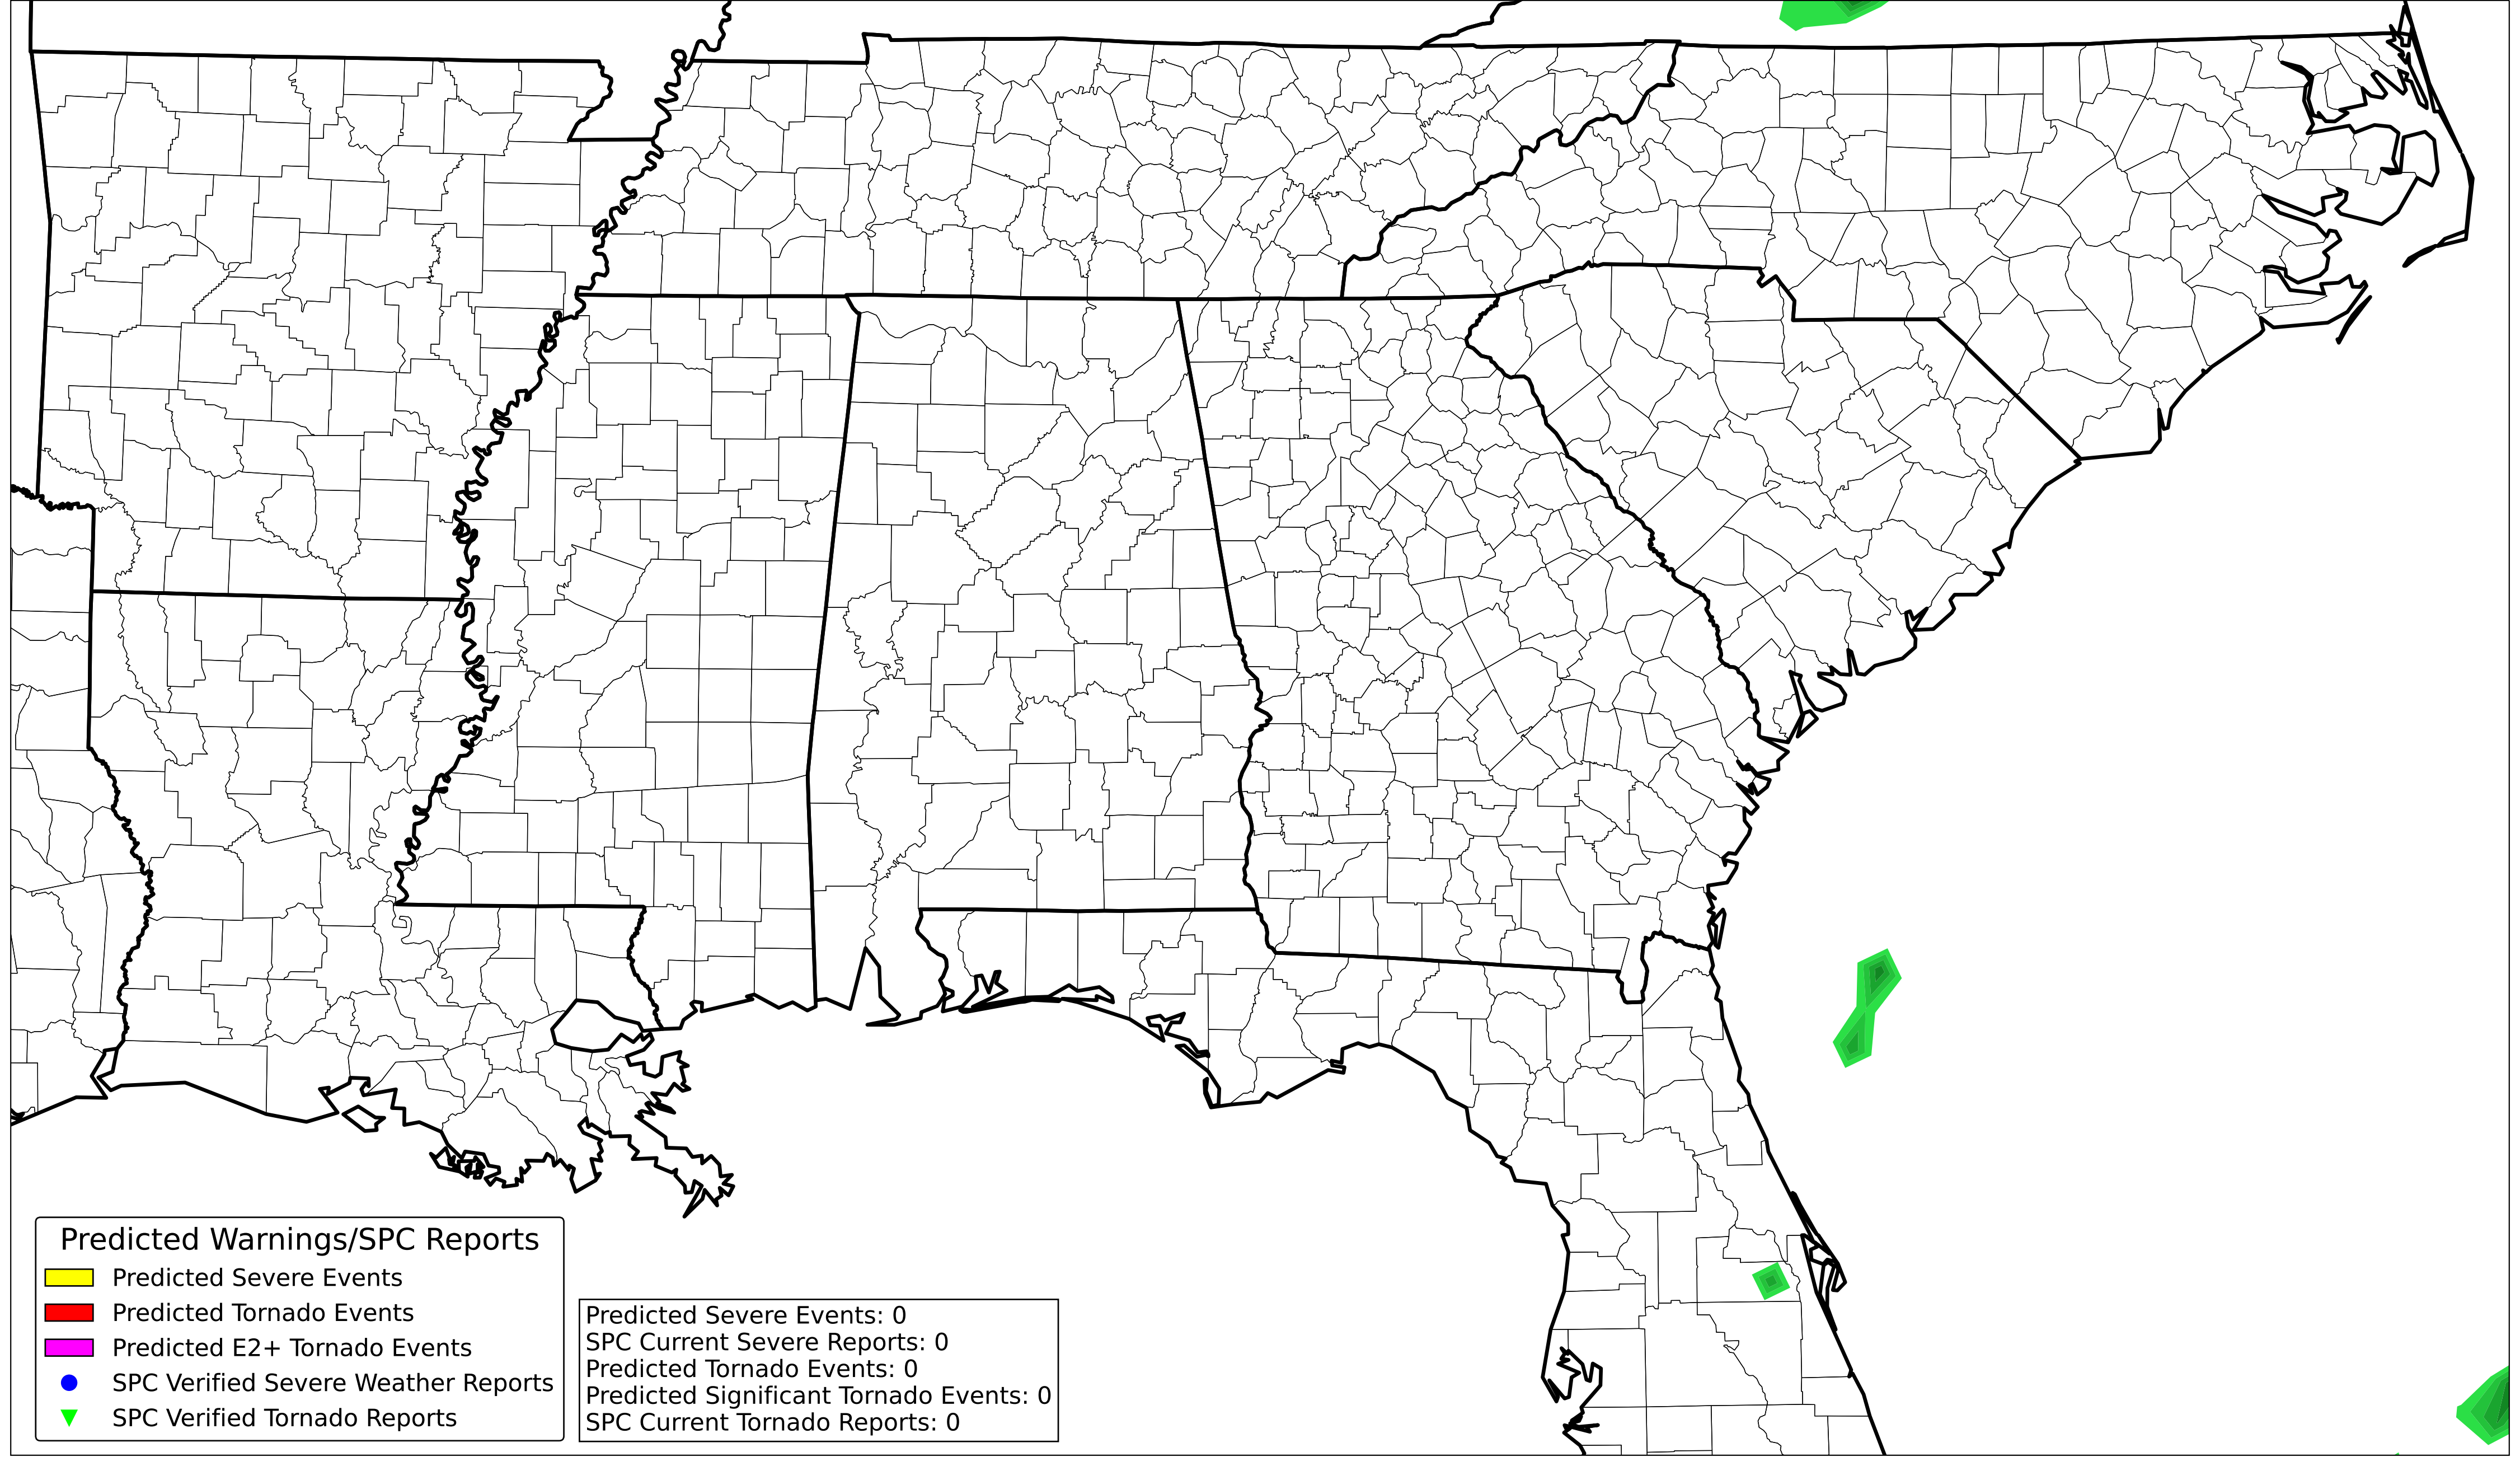 Predicted Warnings/SPC Reports
Predicted Severe Events
Predicted Tornado Events
Predicted E2+ Tornado Events
SPC Verified Severe Weather Reports
SPC Verified Tornado Reports
Predicted Severe Events: 0
SPC Current Severe Reports: 0
Predicted Tornado Events: 0
Predicted Significant Tornado Events: 0
SPC Current Tornado Reports: 0